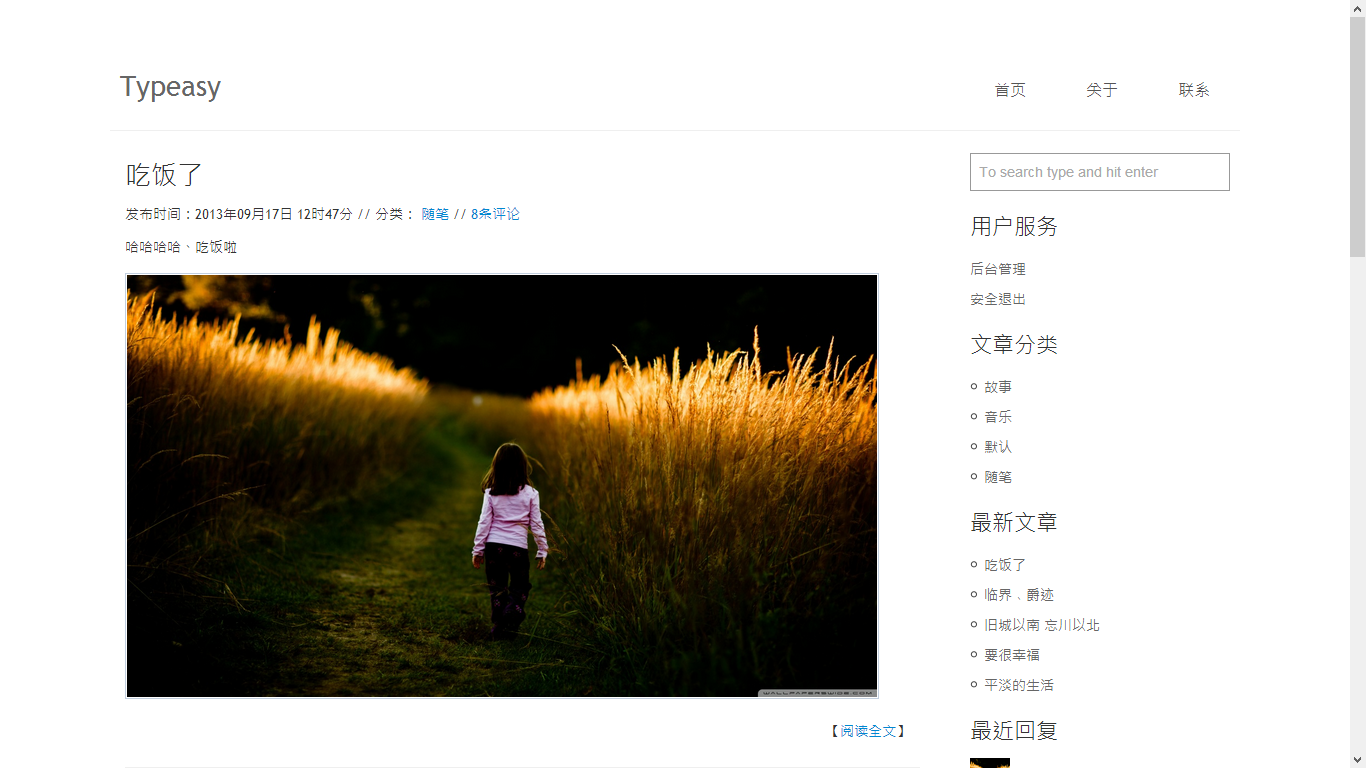 Typeasy
首页 关于 联系
吃饭了
发布时间：2013年09月17日 12时47分 // 分类： 随笔 // 8条评论
哈哈哈哈、吃饭啦
WALLPAPERSWIDE.COM
【阅读全文】
To search type and hit enter
用户服务
后台管理
安全退出
文章分类
故事
音乐
默认
随笔
最新文章
吃饭了
临界﹑爵迹
旧城以南 忘川以北
要很幸福
平淡的生活
最近回复